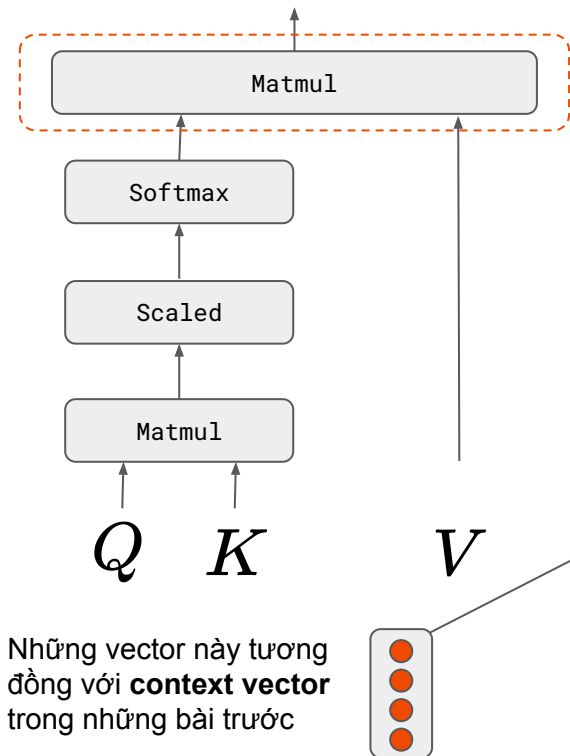 Matmul
Softmax
Scaled
Matmul
Q K V
Những vector này tương
đồng với context vector
trong những bài trước